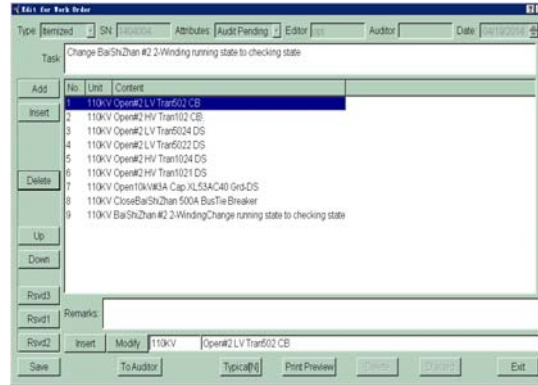 Edit for Work Order
Type: Itemized SN: 1404004 Attributes: Audit Pending Editor: Auditor Date: 04/19/2014
Task Change BaiShiZhan #2 2-Winding running state to checking state
Add
Insert
Delete
Up
Down
Rsvd3
Rsvd1
Rsvd2
Save
No. Unit Content
1 110KV Open#2 LV Tran502 CB
2 110KV Open#2 HV Tran102 CB
3 110KV Open#2 LV Tran5024 DS
4 110KV Open#2 LV Tran5022 DS
5 110KV Open#2 HV Tran1024 DS
6 110KV Open#2 HV Tran1021 DS
7 110KV Open10kV#3A Cap.XL53AC40 Grd-DS
8 110KV CloseBaiShiZhan 500A BusTie Breaker
9 110KV BaiShiZhan #2 2-WindingChange running state to checking state
Remarks:
Insert Modify 110KV Open#2 LV Tran502 CB
To Auditor Typical[N] Print Preview Delete Discard Exit